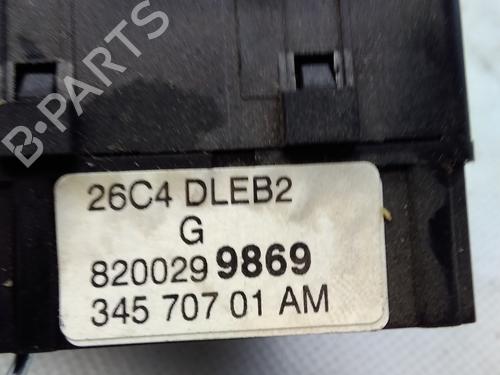 B-PARTS
26C4 DLEB2
G
820029 9869
345 707 01 AM